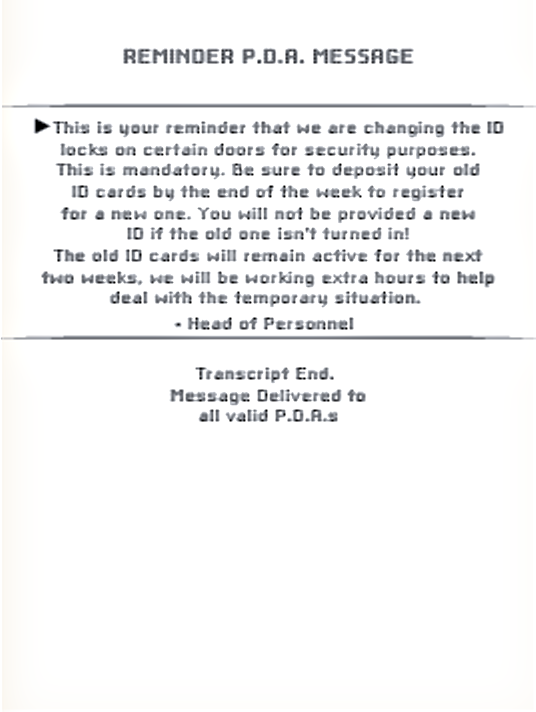 REMINDER P.D.A. MESSAGE
►This is your reminder that we are changing the ID
locks on certain doors for security purposes.
This is mandatory. Be sure to deposit your old
ID cards by the end of the week to register
for a new one. You will not be provided a new
ID if the old one isn't turned in!
The old ID cards will remain active for the next
two weeks, we will be working extra hours to help
deal with the temporary situation.
- Head of Personnel
Transcript End.
Message Delivered to
all valid P.D.A.s